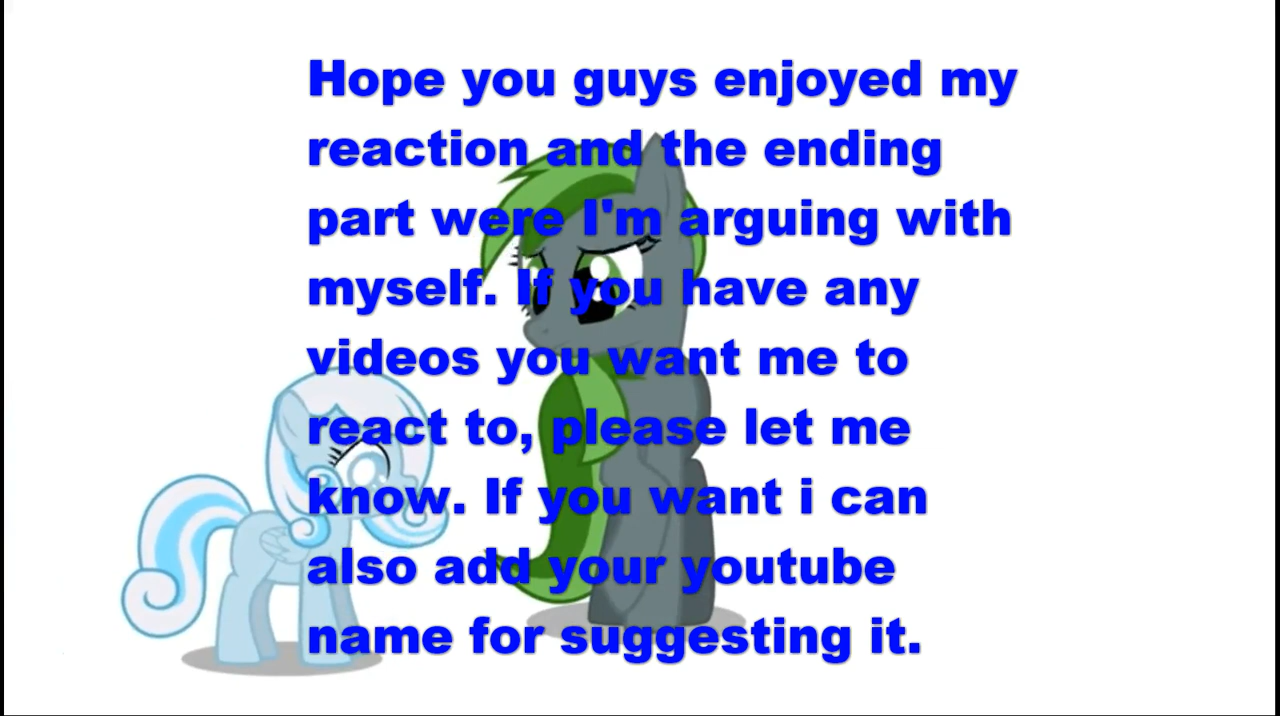 Hope you guys enjoyed my
reaction and the ending
part were I'm arguing with
myself. If you have any
videos you want me to
react to, please let me
know. If you want i can
also add your youtube
name for suggesting it.